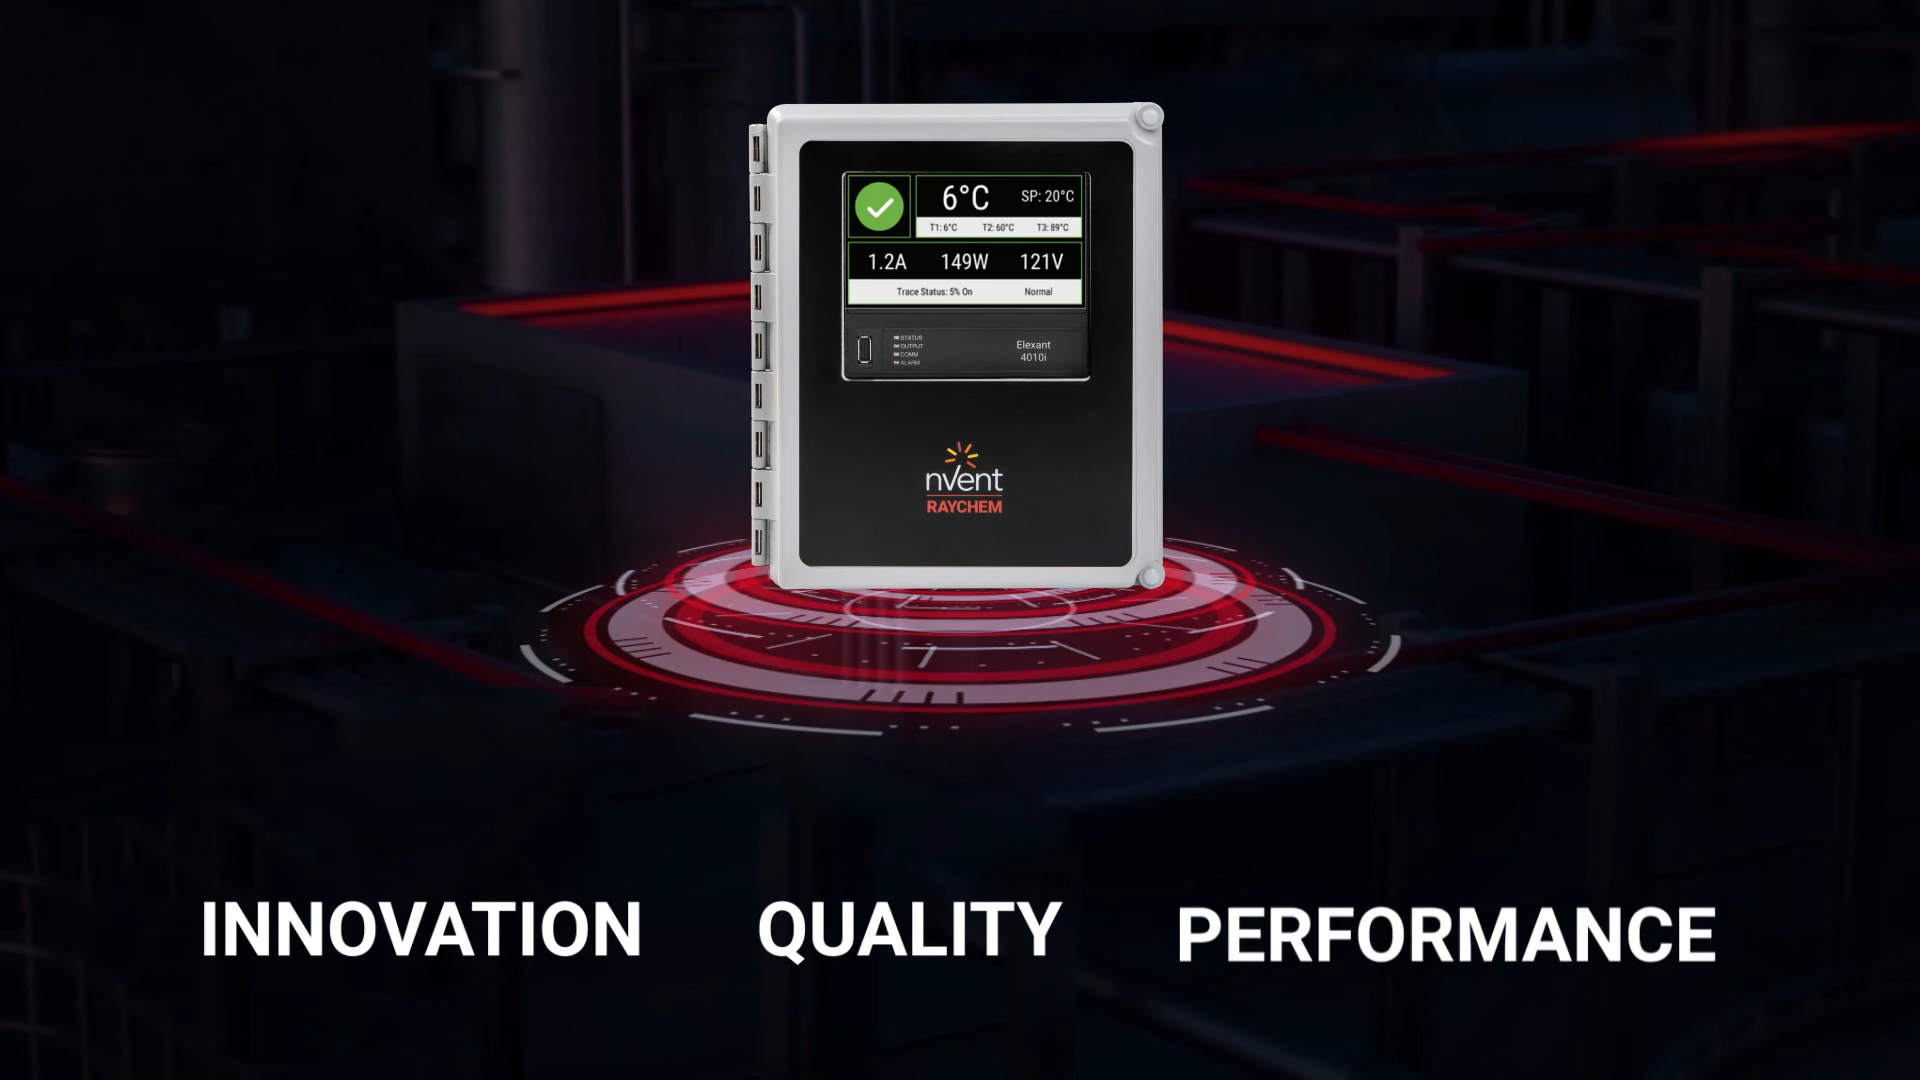 6°C SP: 20°C
T1: 6°C T2: 60°C T3: 89°C
1.2A 149W 121V
Trace Status: 5% On Normal
STATUS
OUTPUT
COMM
ALARM
Elexant
4010i
nVent
RAYCHEM
INNOVATION QUALITY PERFORMANCE